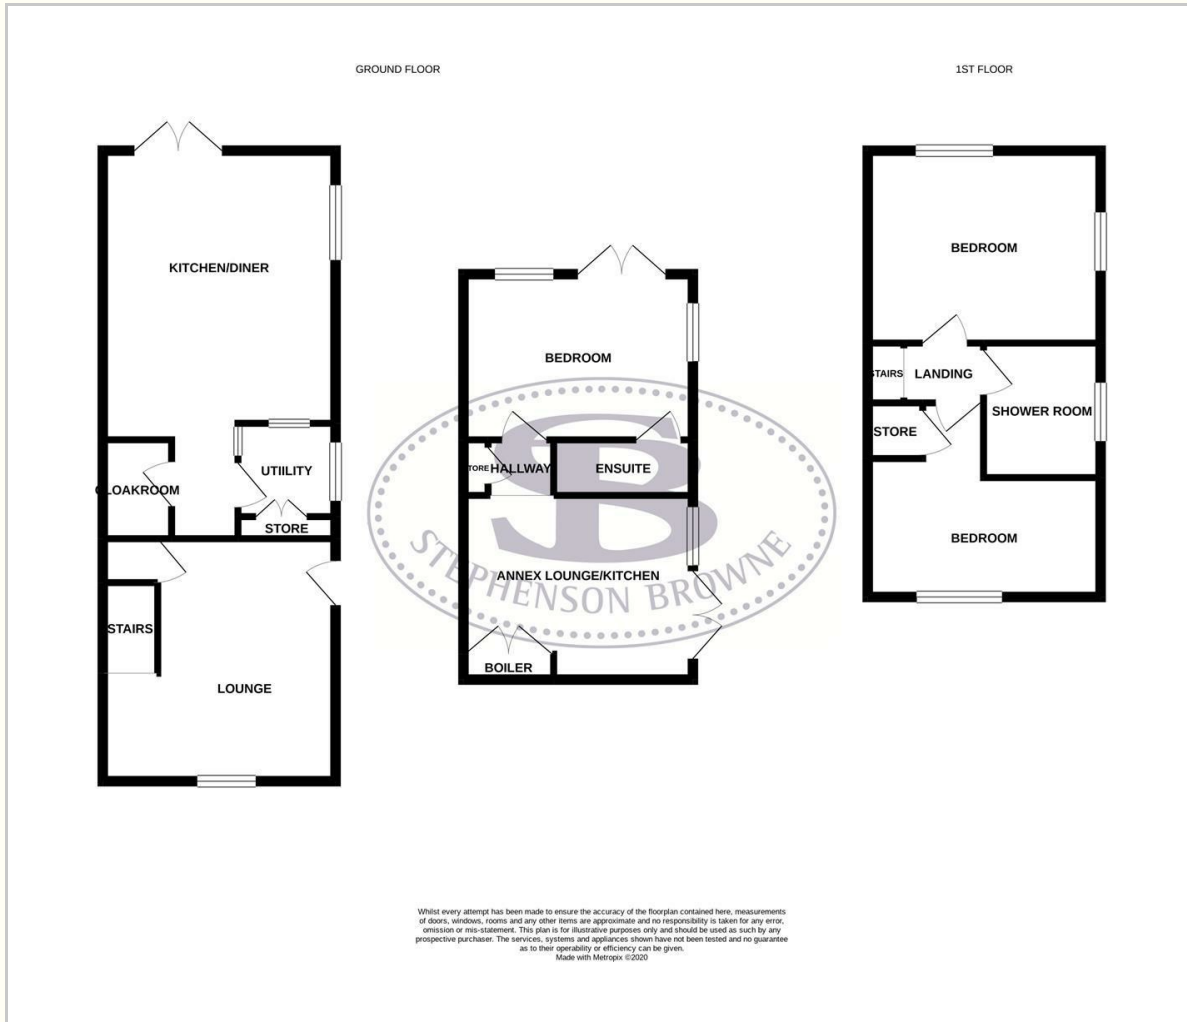 GROUND FLOOR
1ST FLOOR
KITCHEN/DINER
CLOAKROOM
UTIILITY
STORE
STAIRS
LOUNGE
BEDROOM
STORE
HALLWAY
ENSUITE
ANNEX LOUNGE/KITCHEN
BOILER
SB
STEPHENSON BROWNE
BEDROOM
STAIRS
LANDING
SHOWER ROOM
STORE
BEDROOM
Whilst every attempt has been made to ensure the accuracy of the floorplan contained here, measurements
of doors, windows, rooms and any other items are approximate and no responsibility is taken for any error,
omission or mis-statement. This plan is for illustrative purposes only and should be used as such by any
prospective purchaser. The services, systems and appliances shown have not been tested and no guarantee
as to their operability or efficiency can be given.
Made with Metropix ©2020